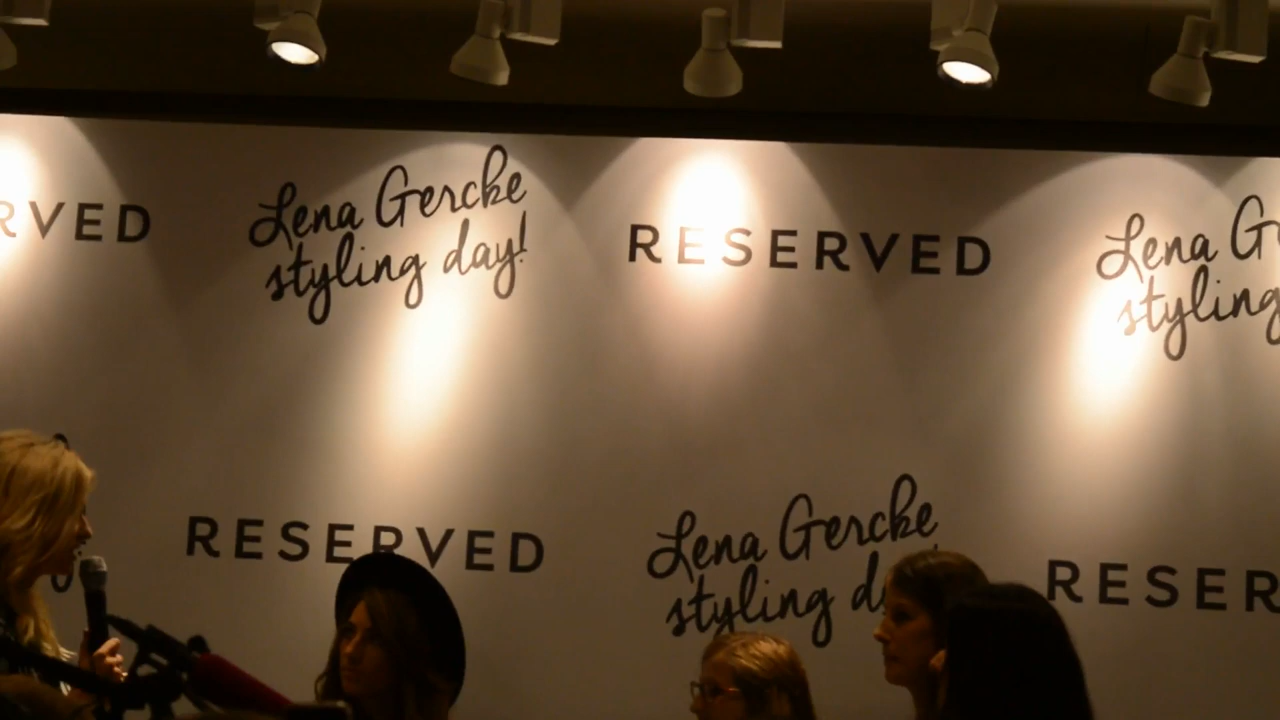 RVED
Lena Gercke
styling day!
RESERVED
Lena G
styling
RESERVED
Lena Gercke
styling d
RESER